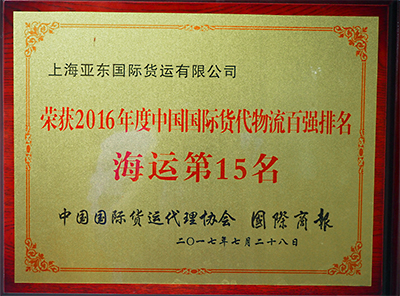 上海亚东国际货运有限公司
荣获2016年度中国国际货代物流百强排名
海运第15名
中国国际货运代理协会 国際商報
二〇一七年七月二十八日